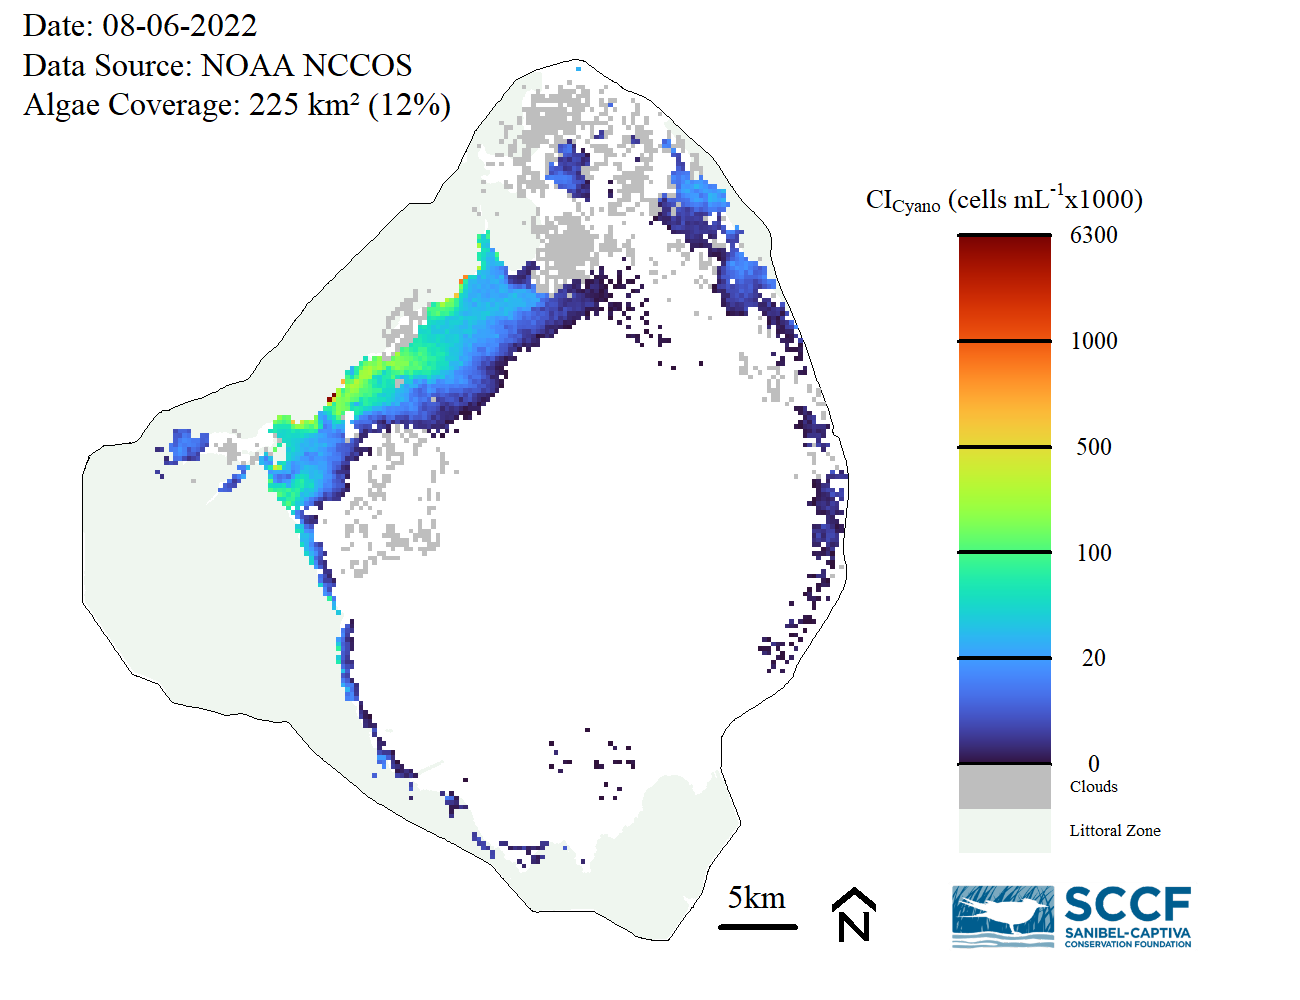 Date: 08-06-2022
Data Source: NOAA NCCOS
Algae Coverage: 225 km² (12%)
CICyano (cells mL-1x1000)
6300
1000
500
100
20
0
Clouds
Littoral Zone
5km
N
SCCF
SANIBEL-CAPTIVA
CONSERVATION FOUNDATION